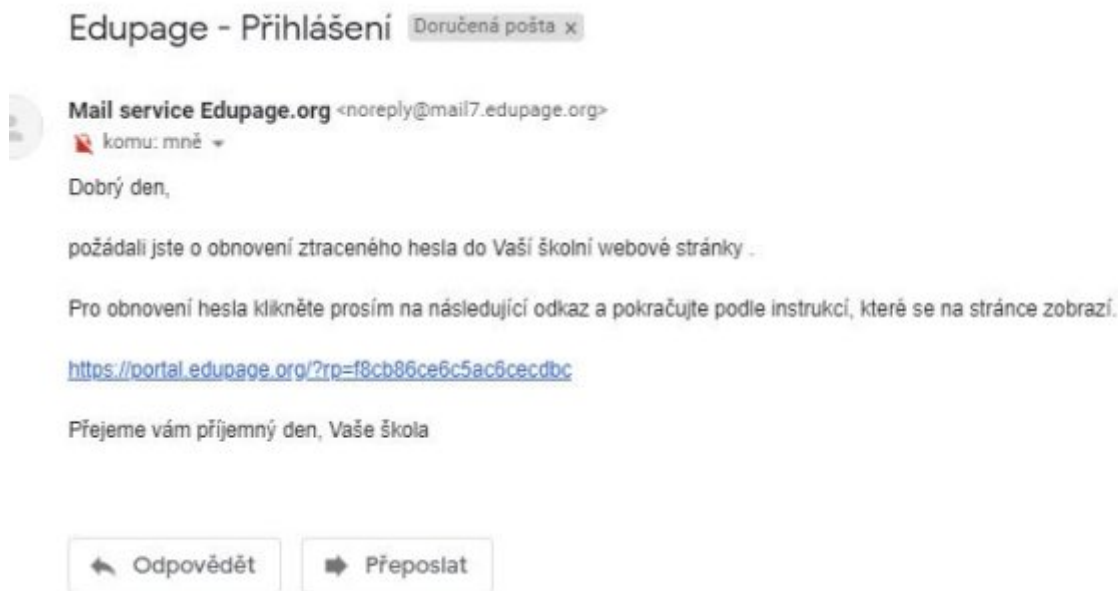 Edupage - Přihlášení Doručená pošta x
Mail service Edupage.org <noreply@mail7.edupage.org>
komu: mně
Dobrý den,
požádali jste o obnovení ztraceného hesla do Vaší školní webové stránky .
Pro obnovení hesla klikněte prosím na následující odkaz a pokračujte podle instrukcí, které se na stránce zobrazí.
https://portal.edupage.org/?rp=f8cb86ce6c5ac6cecdbc
Přejeme vám příjemný den, Vaše škola
Odpovědět Přeposlat